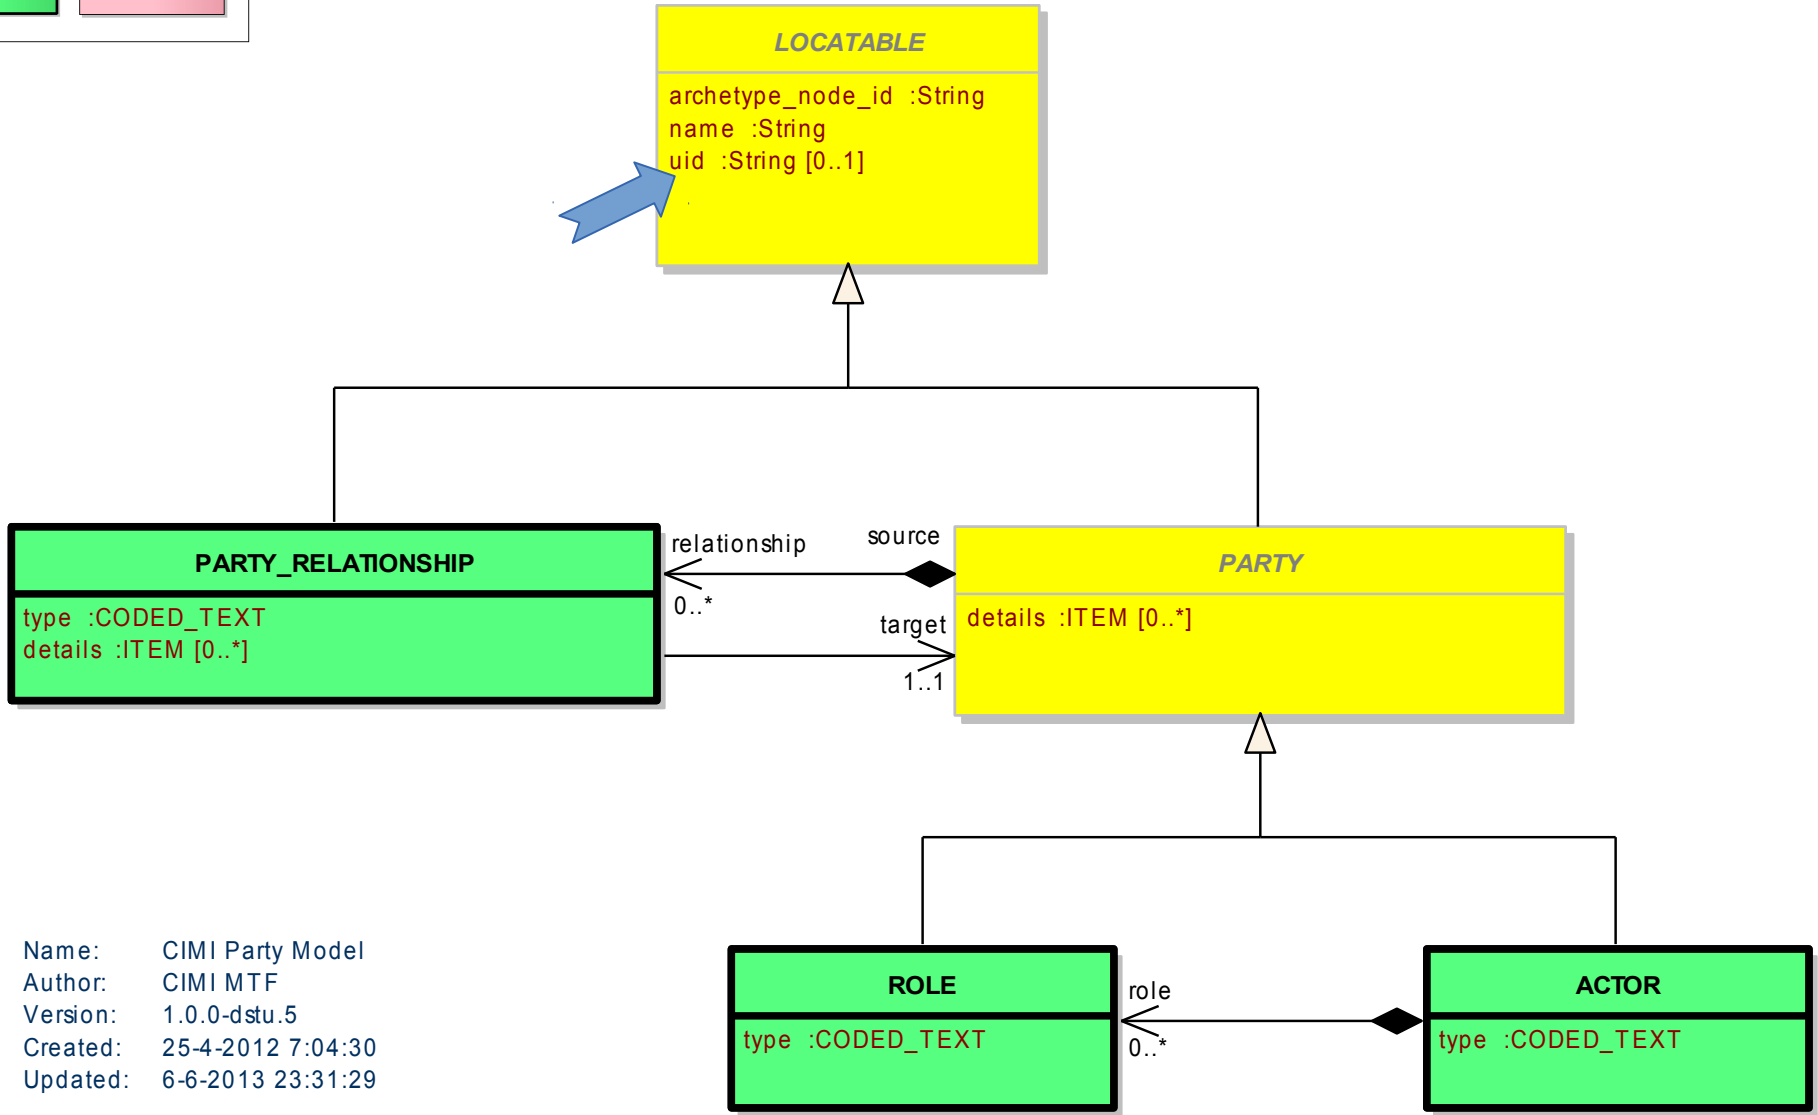 LOCATABLE
archetype_node_id :String
name :String
uid :String [0..1]
PARTY_RELATIONSHIP
type :CODED_TEXT
details :ITEM [0..*]
relationship
source
0..*
target
1..1
PARTY
details :ITEM [0..*]
ROLE
type :CODED_TEXT
role
0..*
ACTOR
type :CODED_TEXT
Name: CIMI Party Model
Author: CIMI MTF
Version: 1.0.0-dstu.5
Created: 25-4-2012 7:04:30
Updated: 6-6-2013 23:31:29